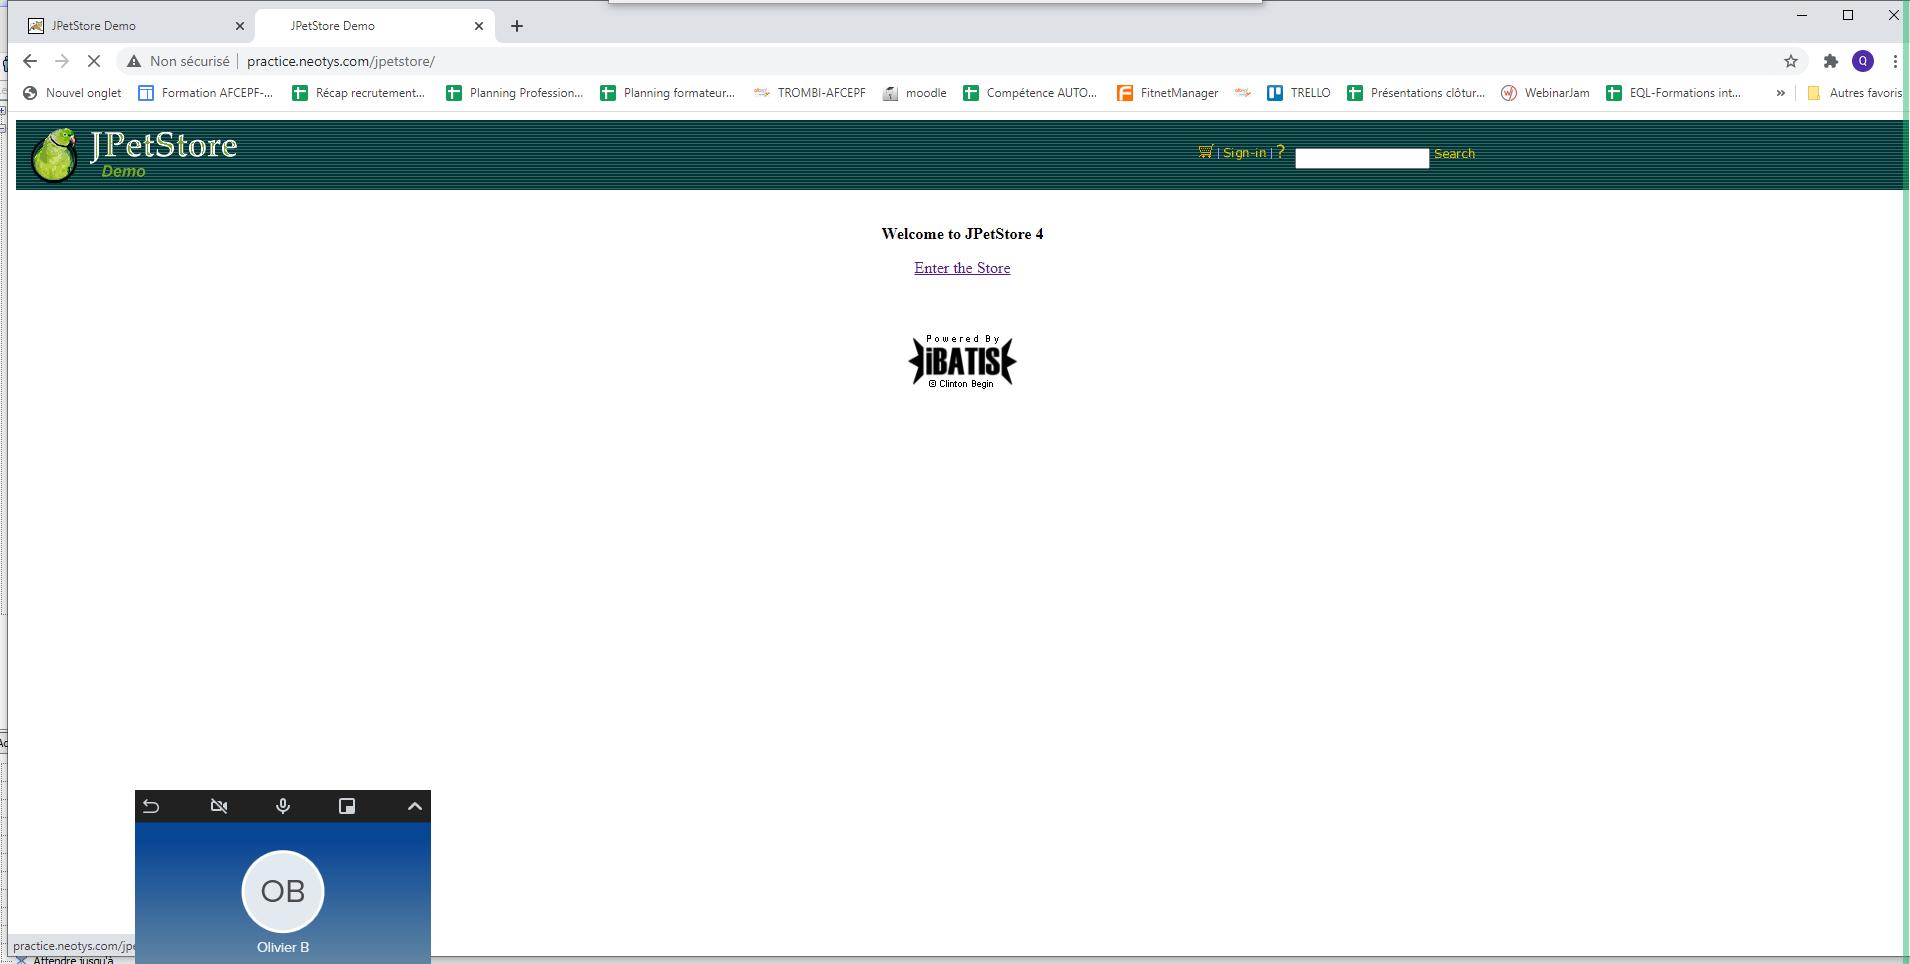 JPetStore Demo
JPetStore Demo
Non sécurisé
practice.neotys.com/jpetstore/
Q
Nouvel onglet
Formation AFCEPF-...
Récap recrutement...
Planning Profession...
Planning formateur...
TROMBI-AFCEPF
moodle
Compétence AUTO...
FitnetManager
TRELLO
Présentations clôtur...
WebinarJam
EQL-Formations int...
»
Autres favoris
JPetStore
Demo
| Sign-in | ?
Search
Welcome to JPetStore 4
Enter the Store
Powered By
iBATIS
© Clinton Begin
OB
Olivier B
practice.neotys.com/jpe
Attendre jusqu'à